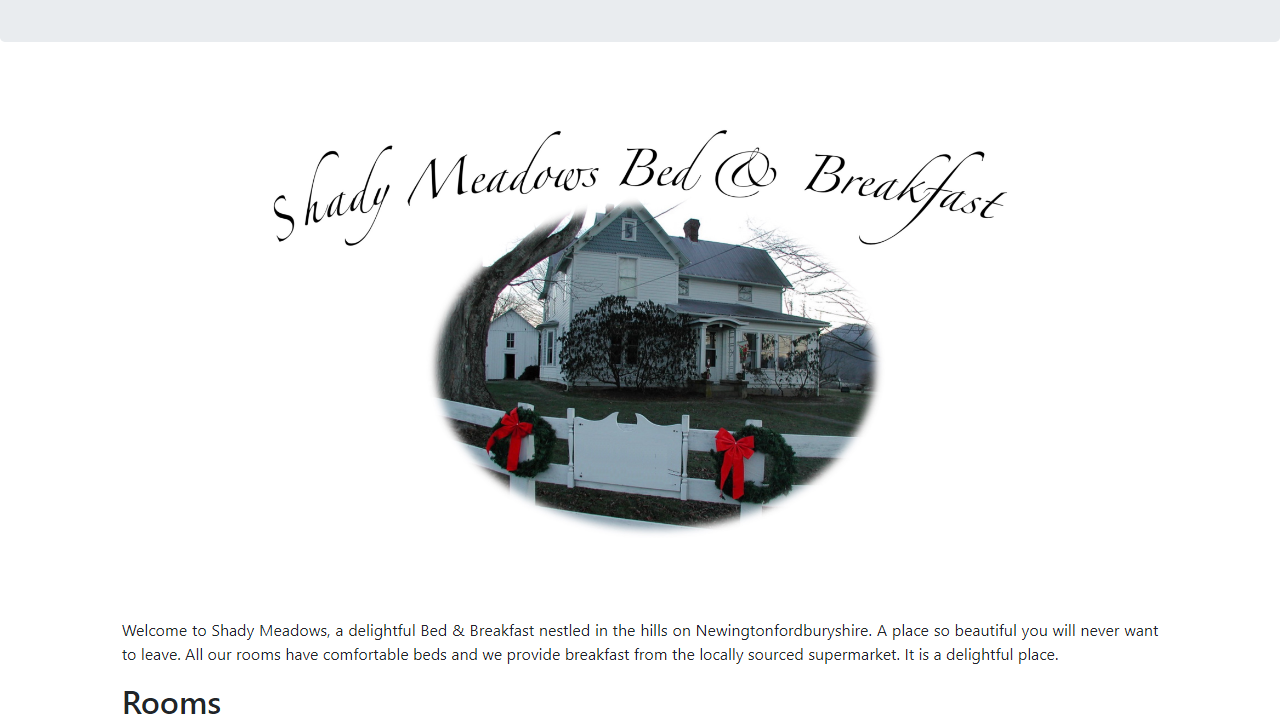 Shady Meadows Bed & Breakfast
Welcome to Shady Meadows, a delightful Bed & Breakfast nestled in the hills on Newingtonfordburyshire. A place so beautiful you will never want
to leave. All our rooms have comfortable beds and we provide breakfast from the locally sourced supermarket. It is a delightful place.
Rooms